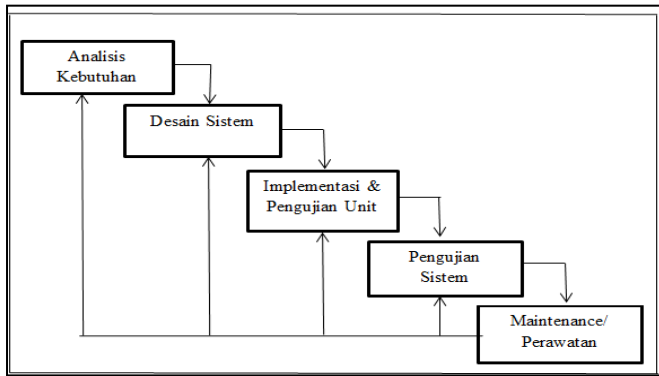 Analisis
Kebutuhan
Desain Sistem
Implementasi &
Pengujian Unit
Pengujian
Sistem
Maintenance/
Perawatan